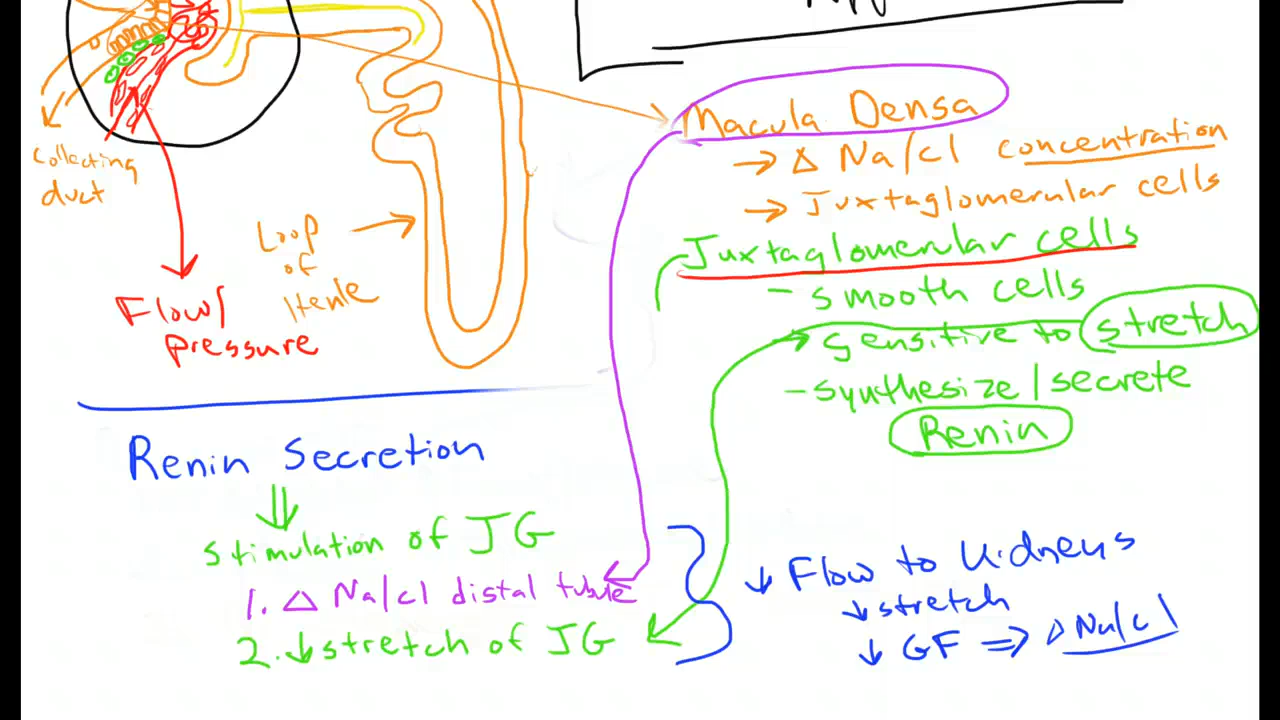 Macula Densa
→ Δ Na/cl concentration
→ Juxtaglomerular cells
Juxtaglomerular cells
- smooth cells
→ sensitive to stretch
- synthesize/secrete
Renin
collecting
duct
Loop
of
Henle
Flow/
pressure
Renin Secretion
⇓
stimulation of JG
1. Δ Na/cl distal tubule
2. ↓ stretch of JG
↓ Flow to Kidneys
↓ stretch
↓ GF ⇒ Δ Na/cl